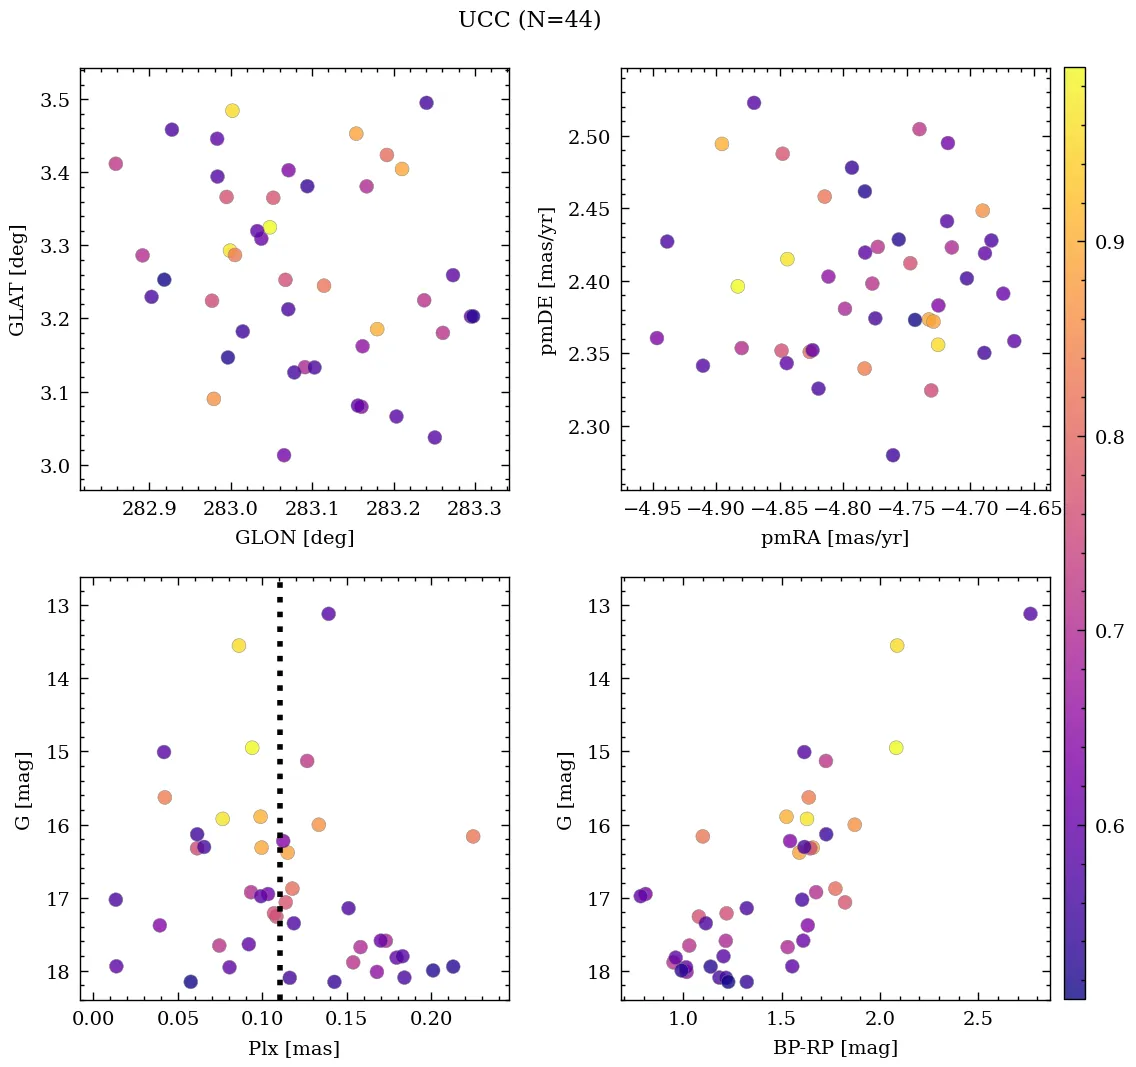 UCC (N=44)
3.5
3.4
3.3
3.2
3.1
3.0
GLAT [deg]
282.9 283.0 283.1 283.2 283.3
GLON [deg]
2.50
2.45
2.40
2.35
2.30
pmDE [mas/yr]
−4.95 −4.90 −4.85 −4.80 −4.75 −4.70 −4.65
pmRA [mas/yr]
0.9
0.8
0.7
0.6
13
14
15
16
17
18
G [mag]
0.00 0.05 0.10 0.15 0.20
Plx [mas]
13
14
15
16
17
18
G [mag]
1.0 1.5 2.0 2.5
BP-RP [mag]